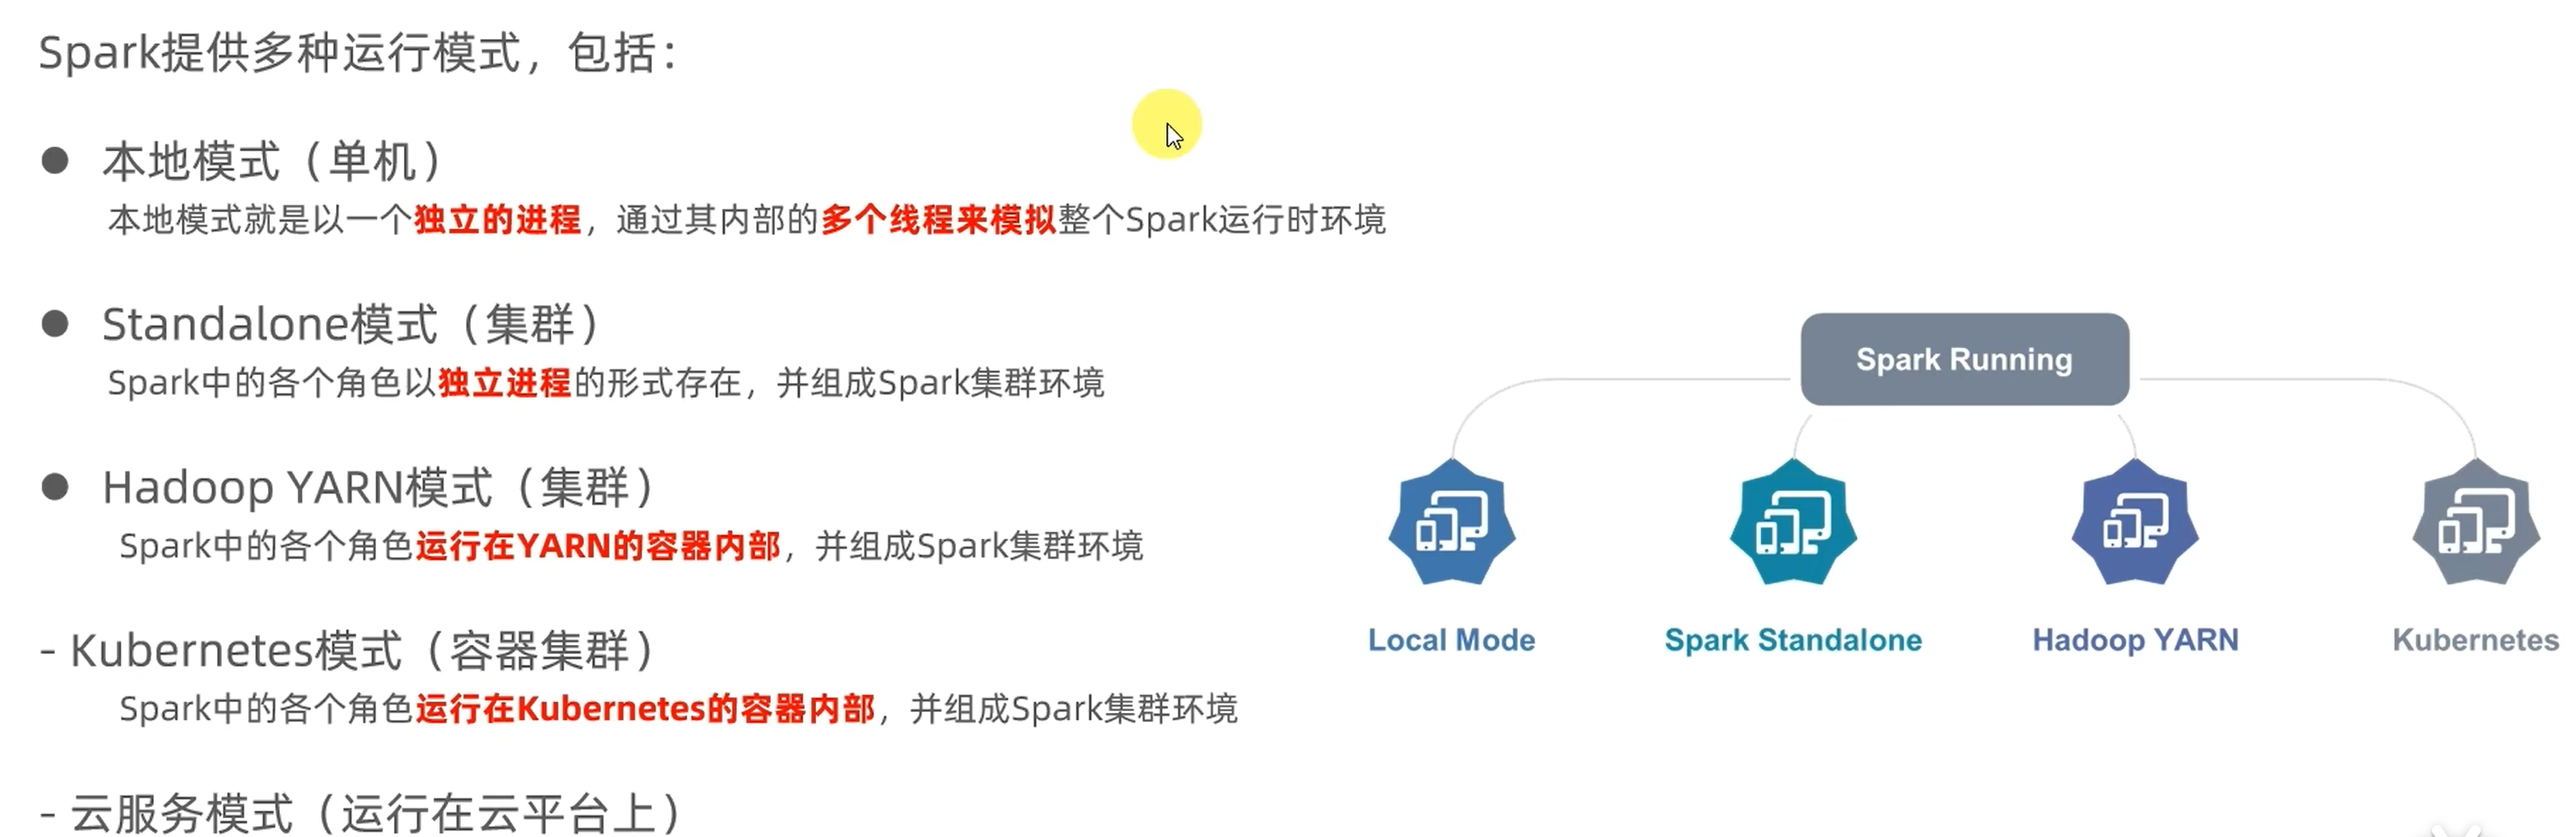 Spark提供多种运行模式，包括：
● 本地模式（单机）
本地模式就是以一个独立的进程，通过其内部的多个线程来模拟整个Spark运行时环境
● Standalone模式（集群）
Spark中的各个角色以独立进程的形式存在，并组成Spark集群环境
● Hadoop YARN模式（集群）
Spark中的各个角色运行在YARN的容器内部，并组成Spark集群环境
- Kubernetes模式（容器集群）
Spark中的各个角色运行在Kubernetes的容器内部，并组成Spark集群环境
- 云服务模式（运行在云平台上）
Spark Running
Local Mode
Spark Standalone
Hadoop YARN
Kubernetes